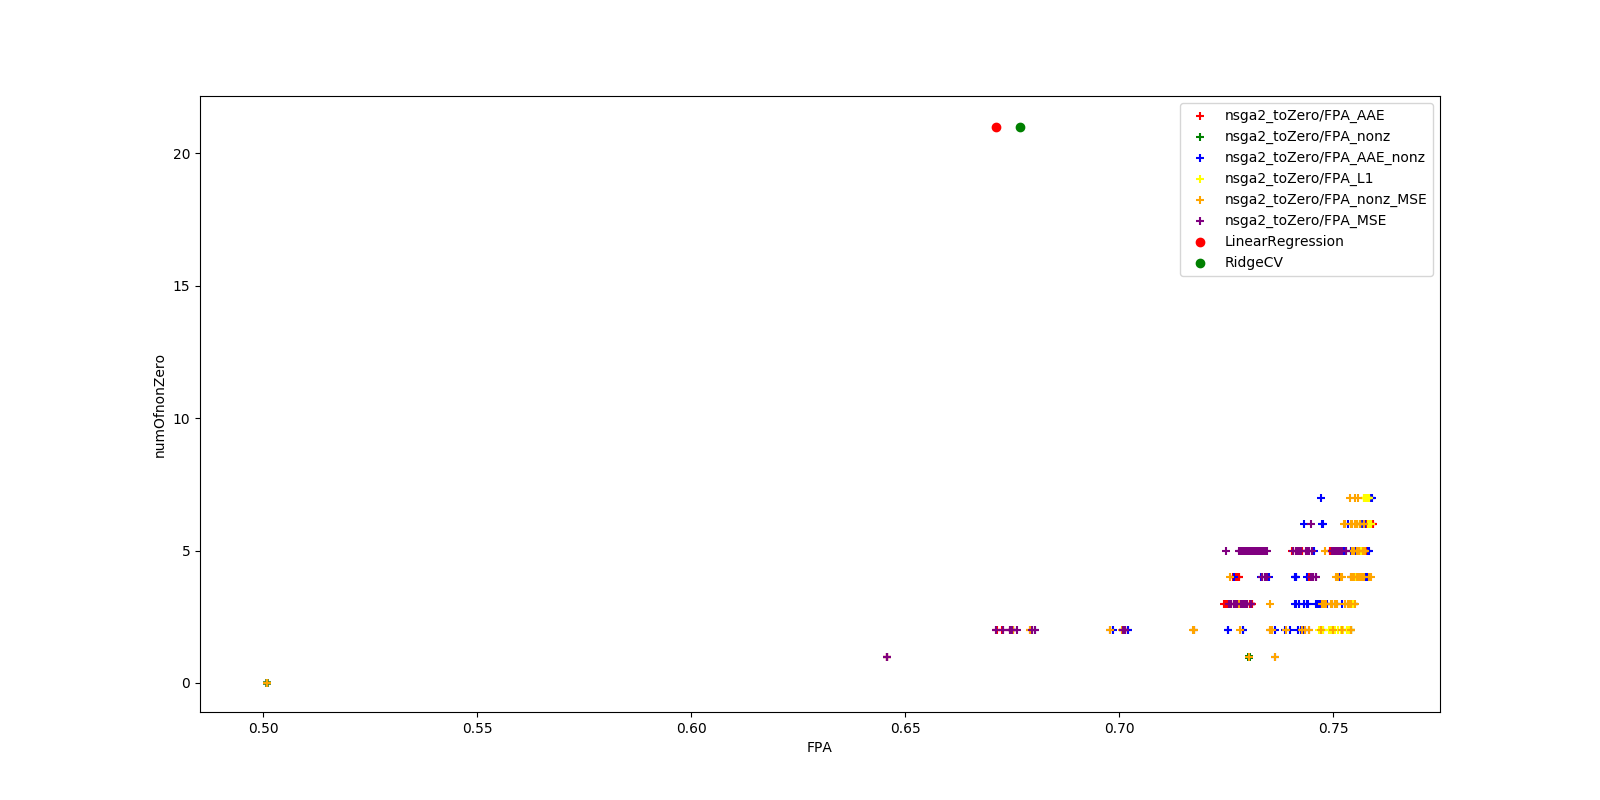 nsga2_toZero/FPA_AAE
nsga2_toZero/FPA_nonz
nsga2_toZero/FPA_AAE_nonz
nsga2_toZero/FPA_L1
nsga2_toZero/FPA_nonz_MSE
nsga2_toZero/FPA_MSE
LinearRegression
RidgeCV
numOfnonZero
20
15
10
5
0
0.50 0.55 0.60 0.65 0.70 0.75
FPA